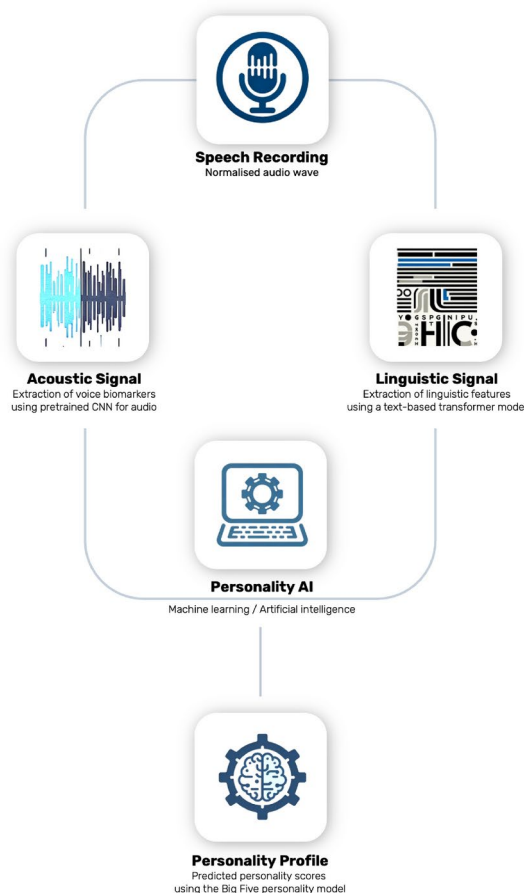 Speech Recording
Normalised audio wave
Acoustic Signal
Extraction of voice biomarkers
using pretrained CNN for audio
Linguistic Signal
Extraction of linguistic features
using a text-based transformer mode
Personality AI
Machine learning / Artificial intelligence
Personality Profile
Predicted personality scores
using the Big Five personality model